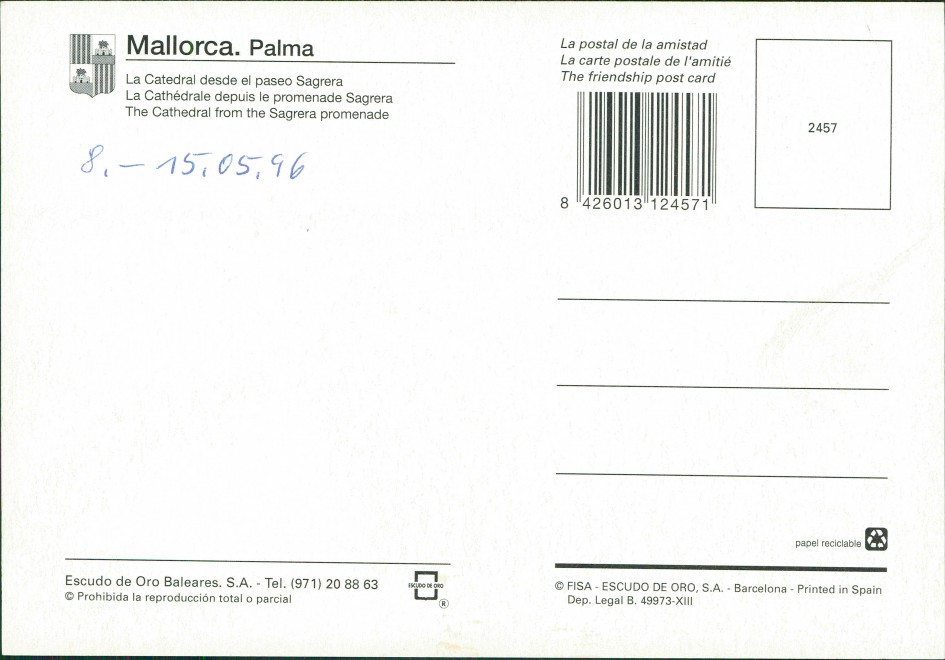 Mallorca. Palma
La Catedral desde el paseo Sagrera
La Cathédrale depuis le promenade Sagrera
The Cathedral from the Sagrera promenade
8. – 15.05.96
La postal de la amistad
La carte postale de l'amitié
The friendship post card
8 426013 124571
2457
papel reciclable
Escudo de Oro Baleares. S.A. - Tel. (971) 20 88 63
© Prohibida la reproducción total o parcial
ESCUDO DE ORO
®
© FISA - ESCUDO DE ORO, S.A. - Barcelona - Printed in Spain
Dep. Legal B. 49973-XIII